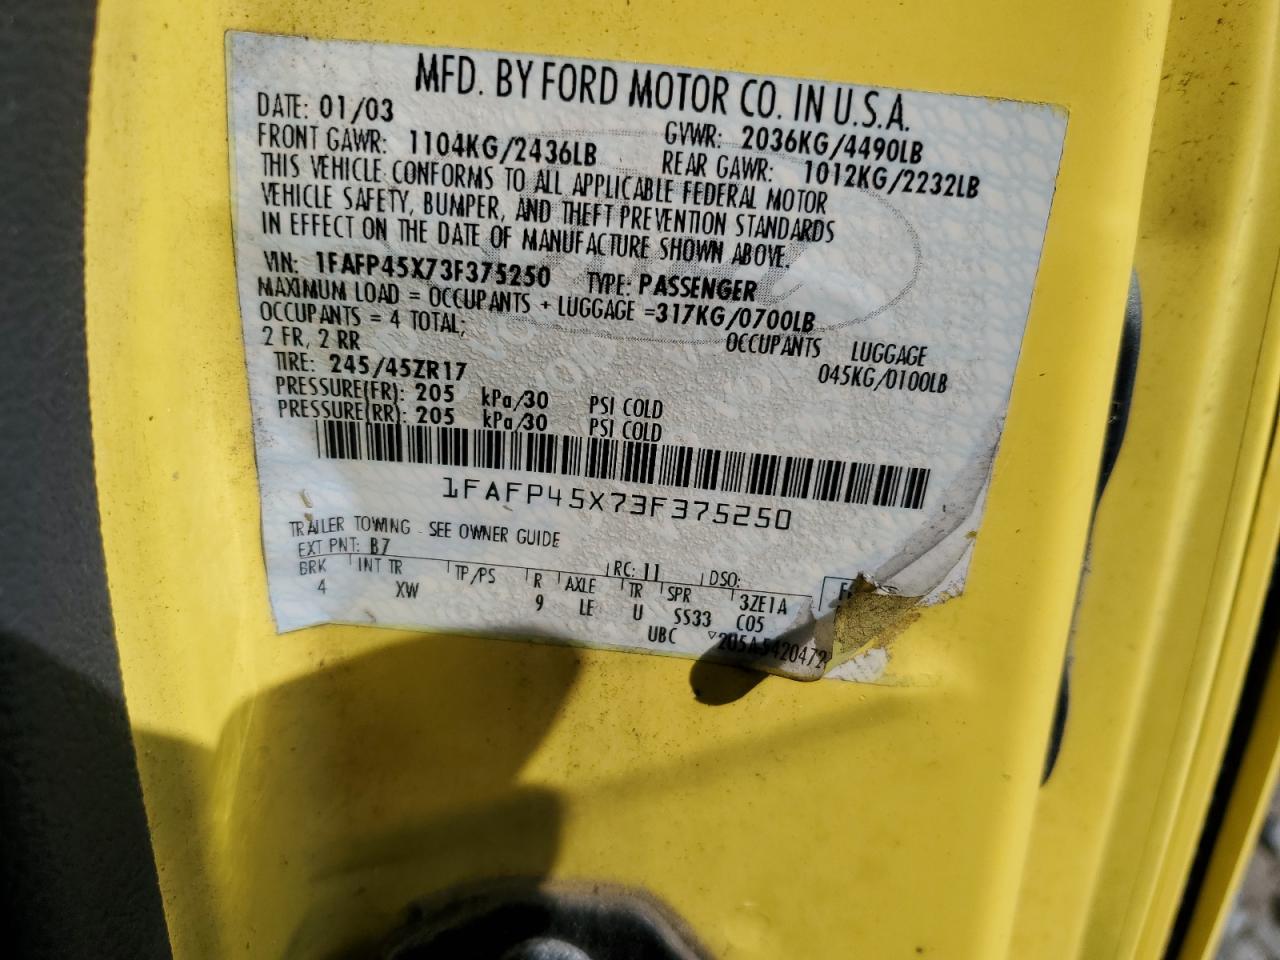 MFD. BY FORD MOTOR CO. IN U.S.A.
DATE: 01/03 GVWR: 2036KG/4490LB
FRONT GAWR: 1104KG/2436LB REAR GAWR: 1012KG/2232LB
THIS VEHICLE CONFORMS TO ALL APPLICABLE FEDERAL MOTOR
VEHICLE SAFETY, BUMPER, AND THEFT PREVENTION STANDARDS
IN EFFECT ON THE DATE OF MANUFACTURE SHOWN ABOVE.
VIN: 1FAFP45X73F375250 TYPE: PASSENGER
MAXIMUM LOAD = OCCUPANTS + LUGGAGE =317KG/0700LB
OCCUPANTS = 4 TOTAL; OCCUPANTS LUGGAGE
2 FR, 2 RR 045KG/0100LB
TIRE: 245/45ZR17
PRESSURE(FR): 205 kPa/30 PSI COLD
PRESSURE(RR): 205 kPa/30 PSI COLD
1FAFP45X73F375250
TRAILER TOWING - SEE OWNER GUIDE
EXT PNT: B7 RC: 11 DSO:
BRK INT TR TP/PS R AXLE TR SPR 3ZE1A
4 XW 9 LE U SS33 C05
UBC